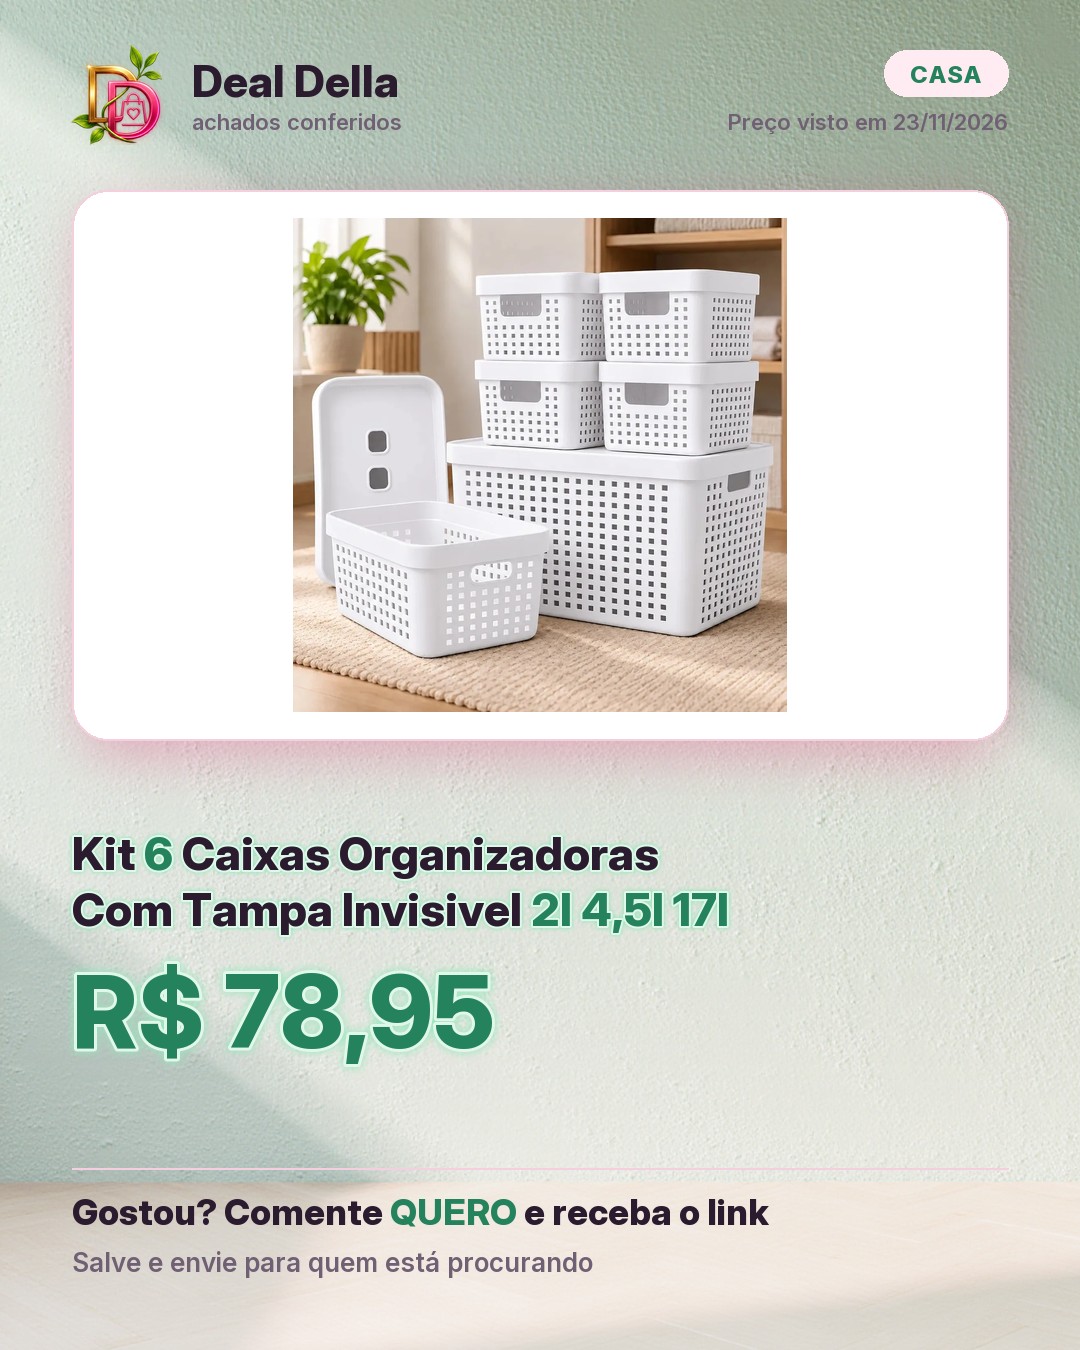 Deal Della
achados conferidos
CASA
Preço visto em 23/11/2026
Kit 6 Caixas Organizadoras
Com Tampa Invisivel 2l 4,5l 17l
R$ 78,95
Gostou? Comente QUERO e receba o link
Salve e envie para quem está procurando